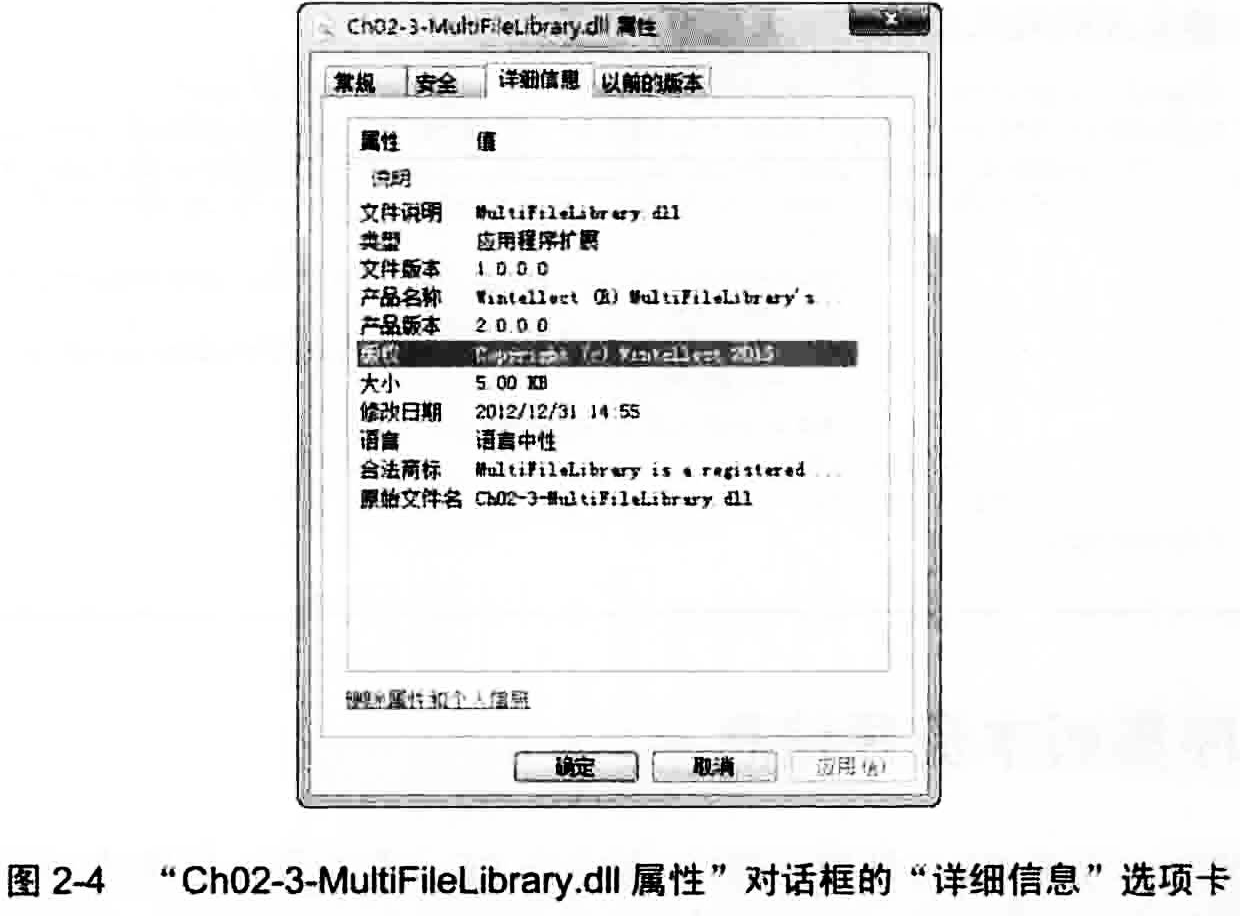 Ch02-3-MultiFileLibrary.dll 属性
常规 安全 详细信息 以前的版本
属性 值
说明
文件说明 MultiFileLibrary.dll
类型 应用程序扩展
文件版本 1.0.0.0
产品名称 Wintellect (R) MultiFileLibrary's ...
产品版本 2.0.0.0
版权 Copyright (c) Wintellect 2013
大小 5.00 KB
修改日期 2012/12/31 14:55
语言 语言中性
合法商标 MultiFileLibrary is a registered ...
原始文件名 Ch02-3-MultiFileLibrary.dll
属性和个人信息
确定 取消 应用(A)
图 2-4 “Ch02-3-MultiFileLibrary.dll 属性”对话框的“详细信息”选项卡